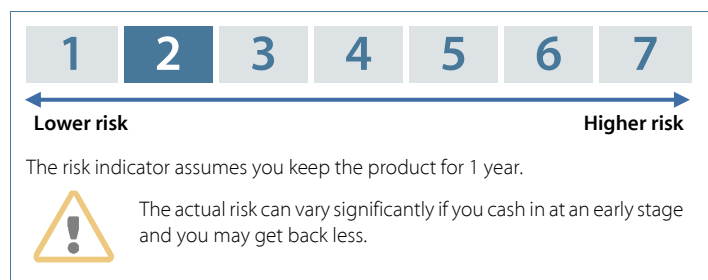 1 2 3 4 5 6 7
Lower risk Higher risk
The risk indicator assumes you keep the product for 1 year.
The actual risk can vary significantly if you cash in at an early stage
and you may get back less.